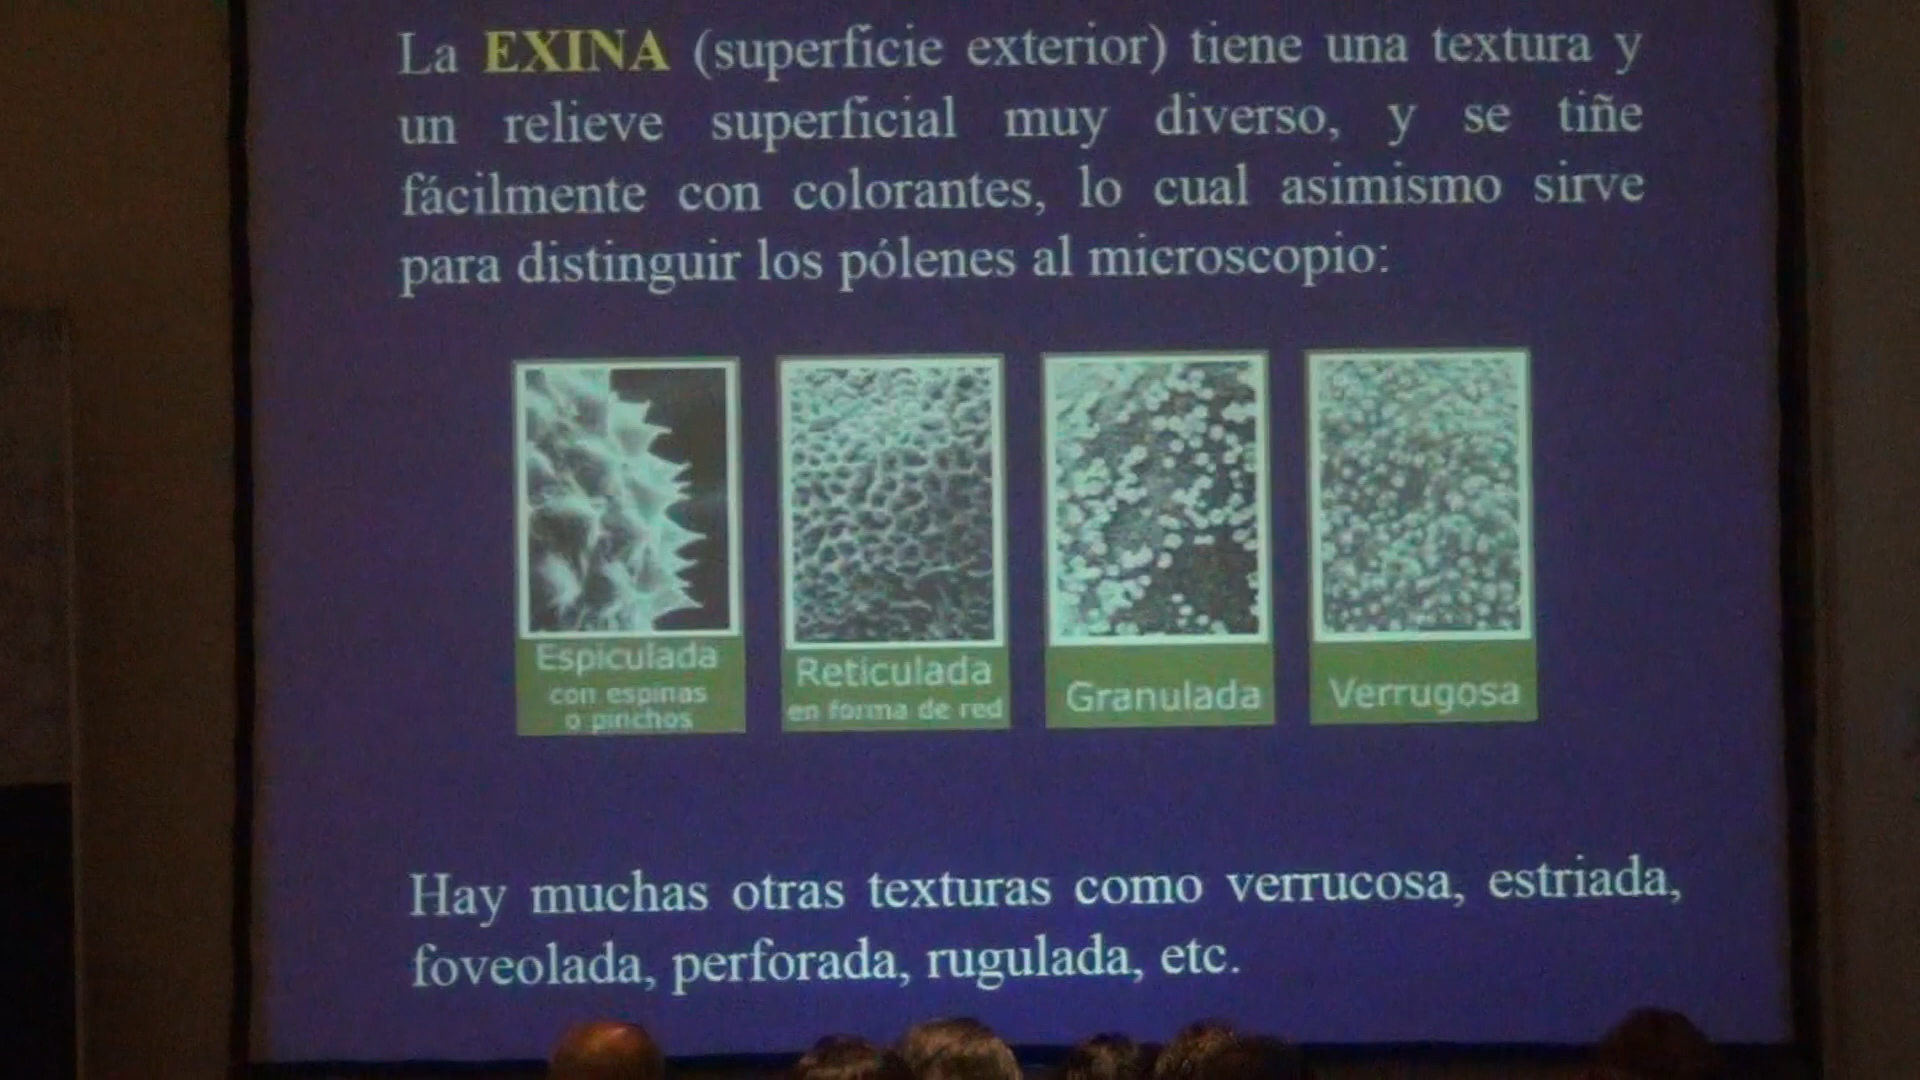 La EXINA (superficie exterior) tiene una textura y
un relieve superficial muy diverso, y se tiñe
fácilmente con colorantes, lo cual asimismo sirve
para distinguir los pólenes al microscopio:
Espiculada
con espinas
o pinchos
Reticulada
en forma de red
Granulada
Verrugosa
Hay muchas otras texturas como verrucosa, estriada,
foveolada, perforada, rugulada, etc.